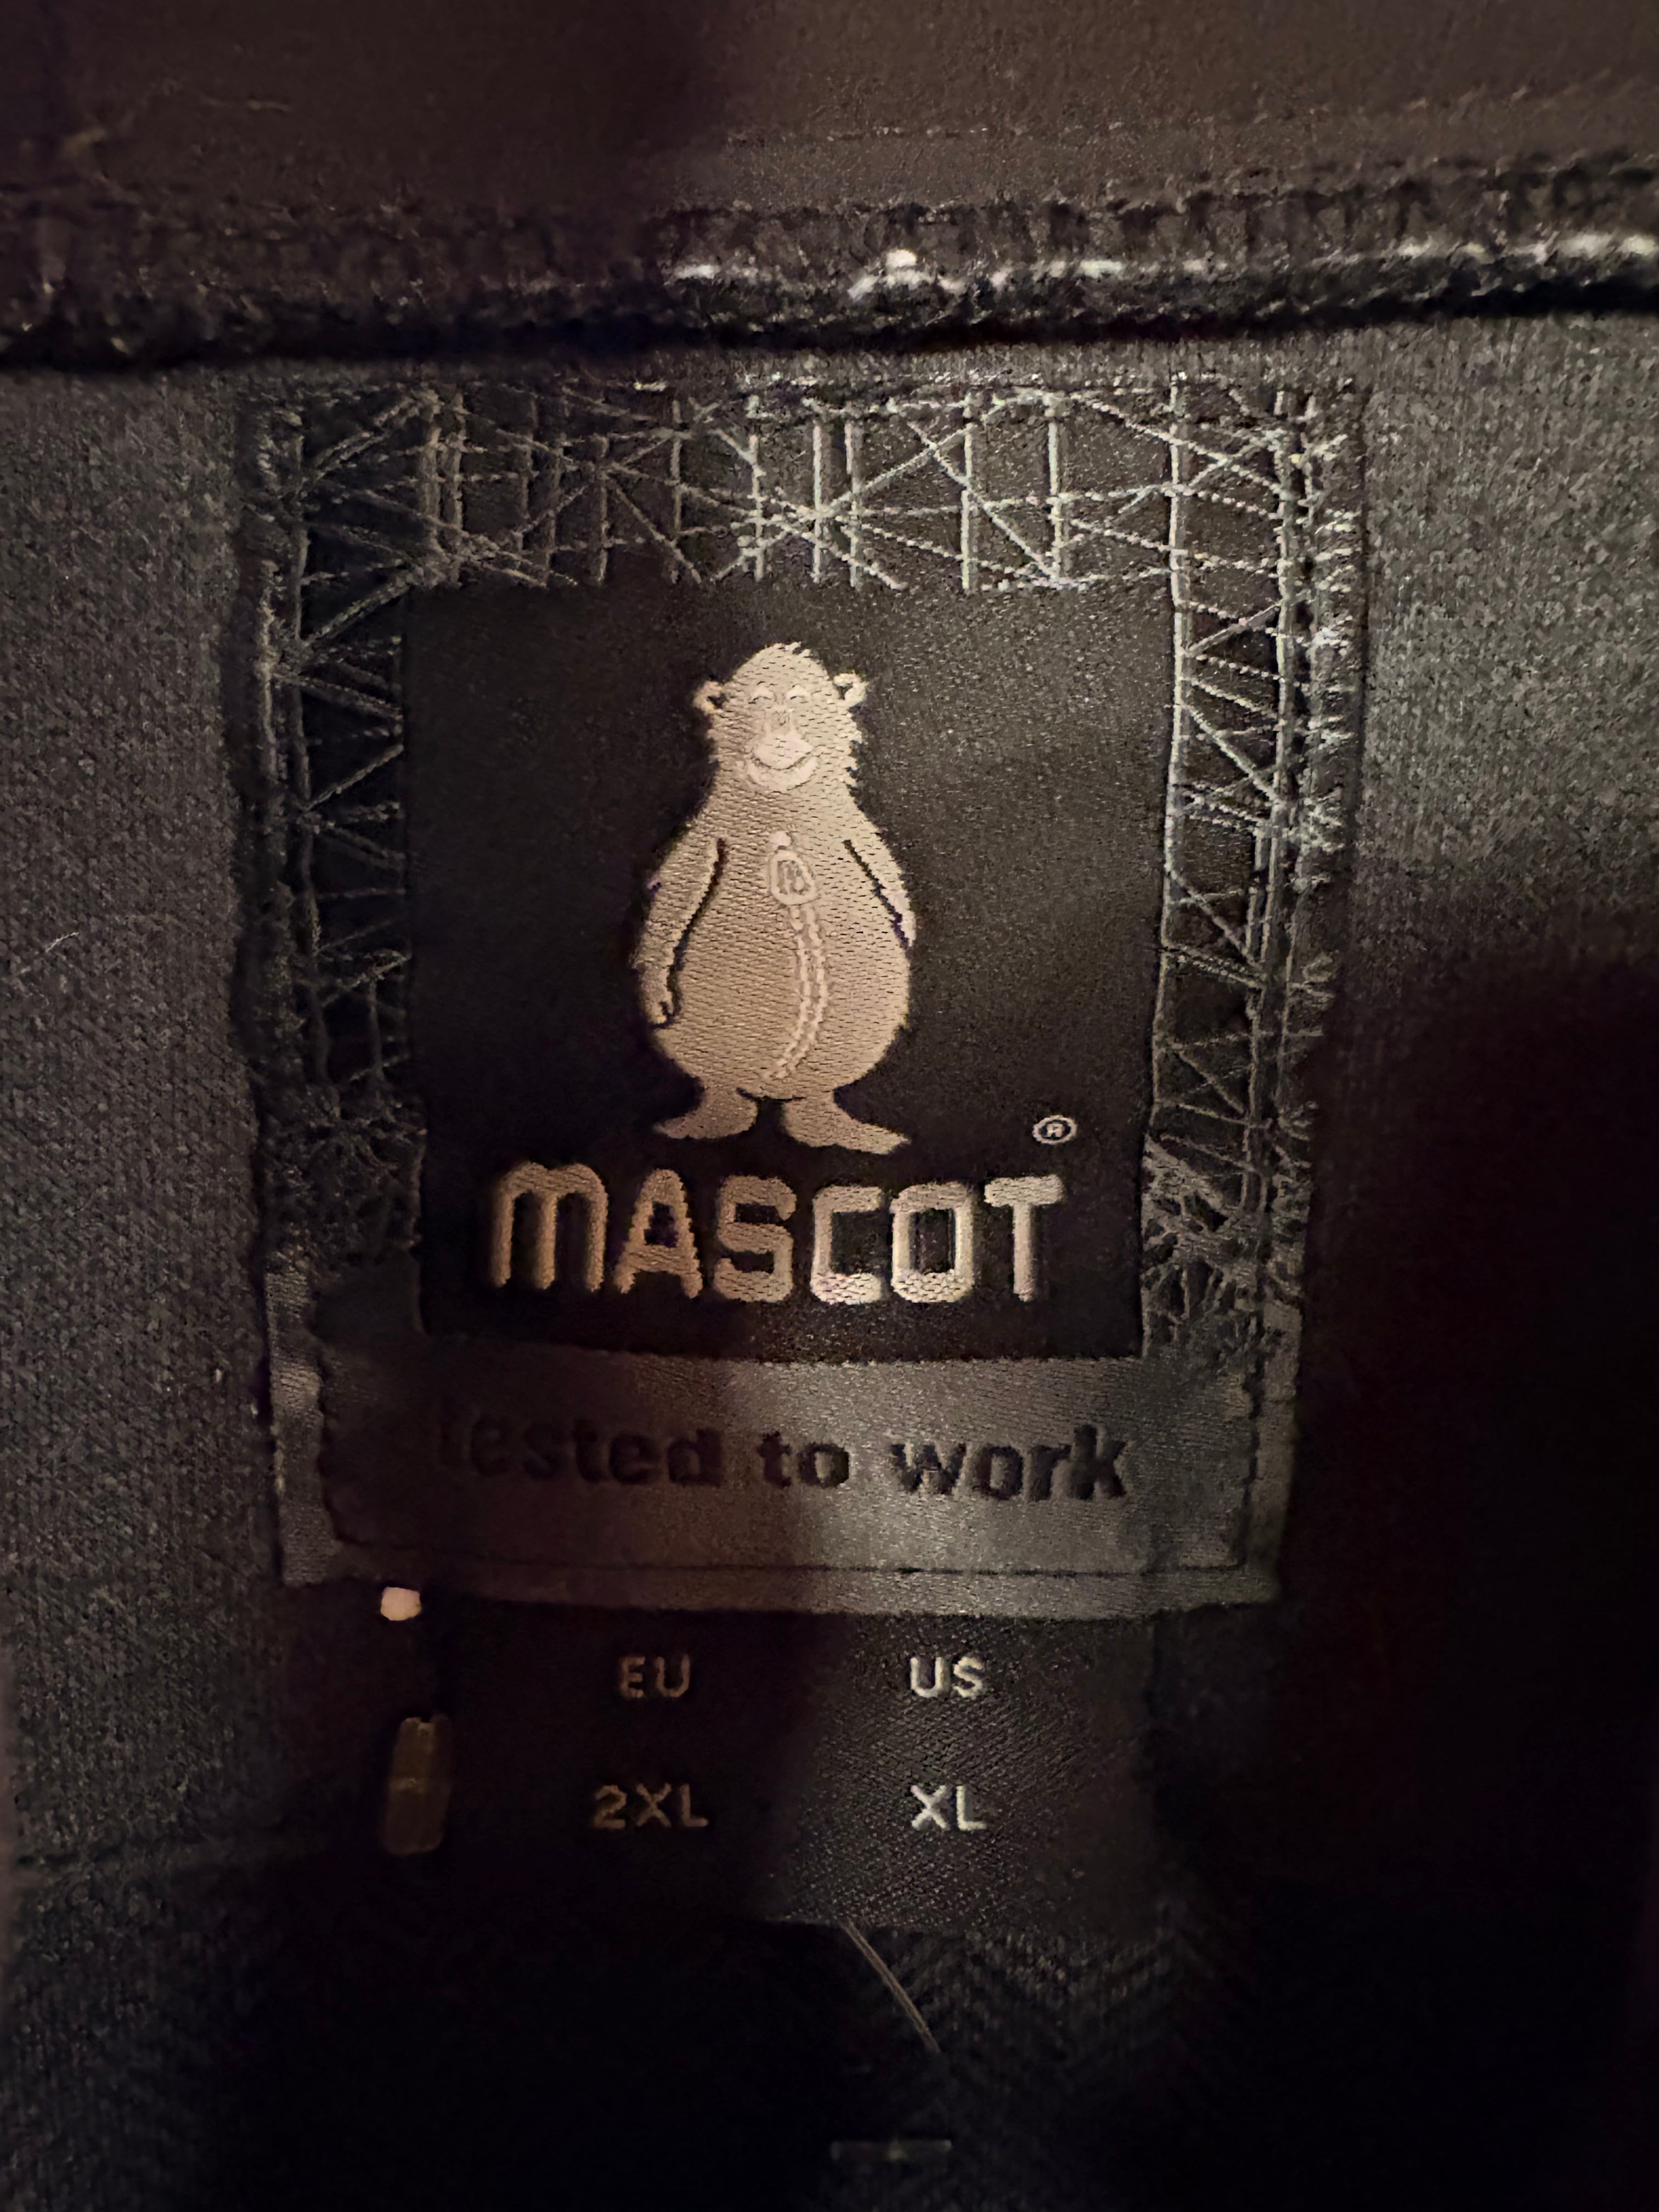 ®
MASCOT
tested to work
EU US
2XL XL